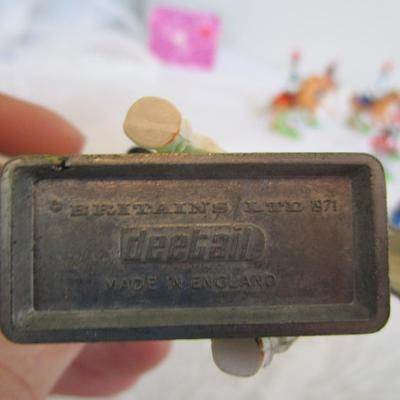 © BRITAINS LTD 1971
deetail
MADE IN ENGLAND